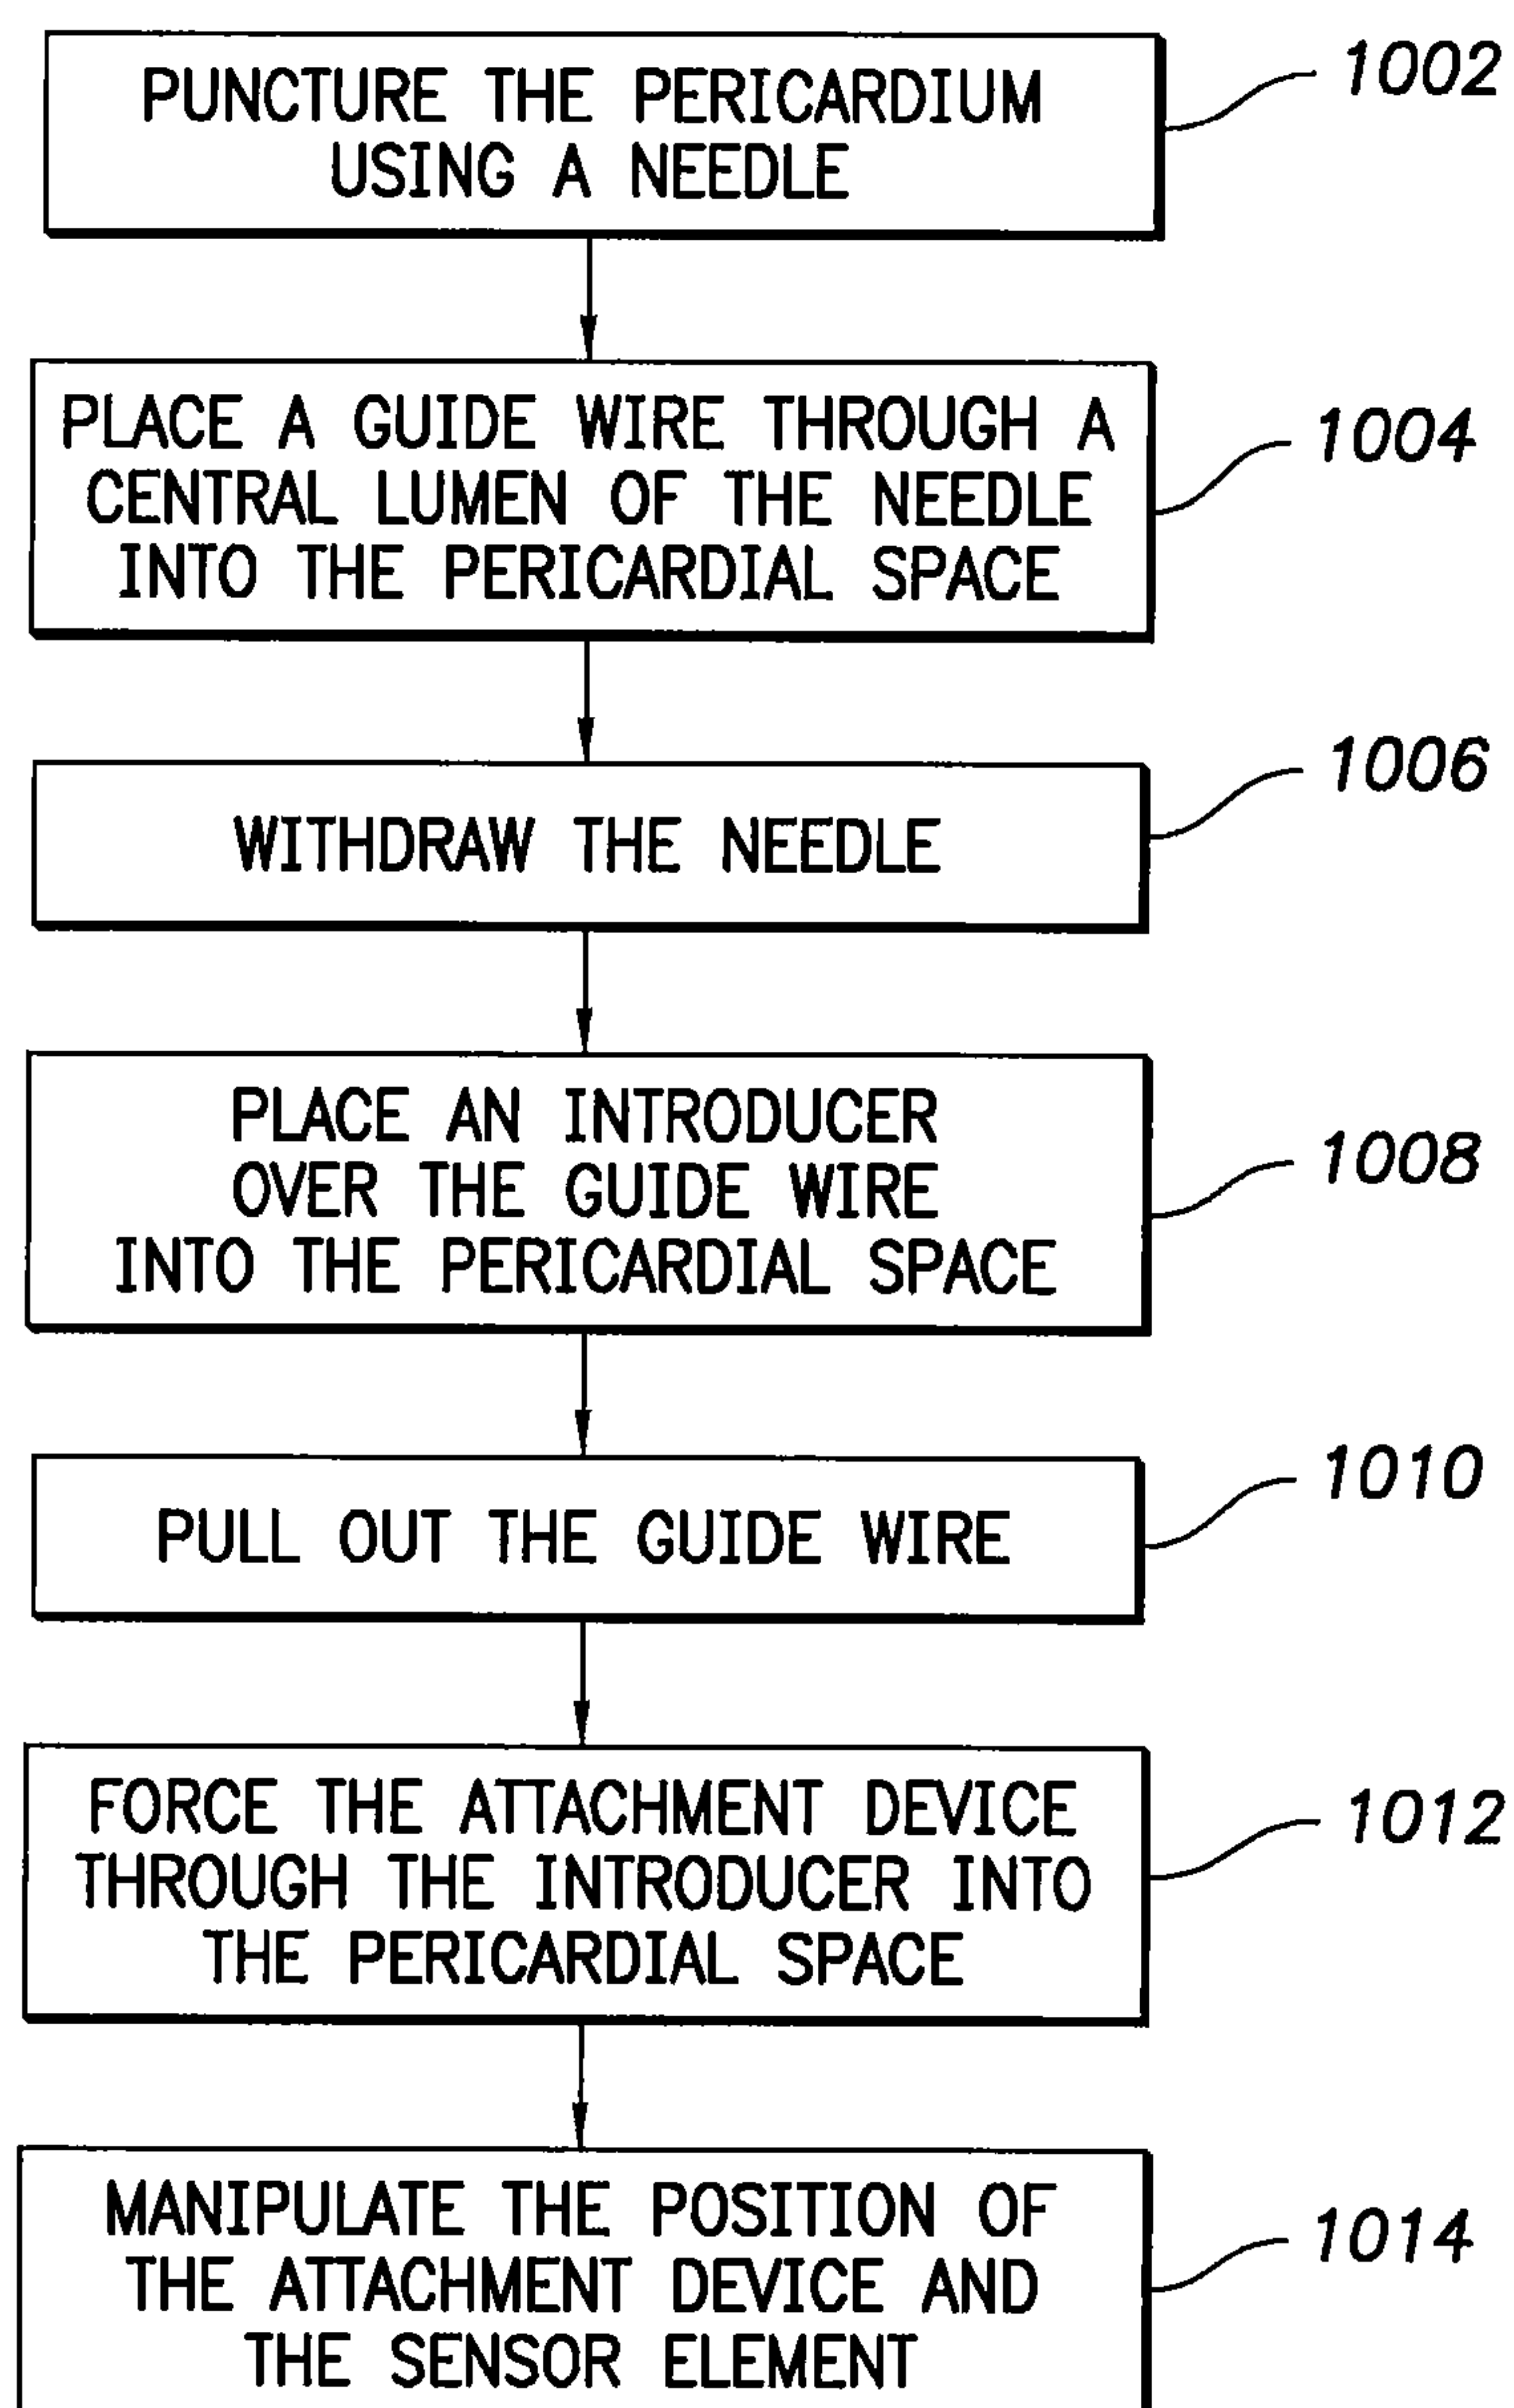 PUNCTURE THE PERICARDIUM
USING A NEEDLE
1002
PLACE A GUIDE WIRE THROUGH A
CENTRAL LUMEN OF THE NEEDLE
INTO THE PERICARDIAL SPACE
1004
WITHDRAW THE NEEDLE
1006
PLACE AN INTRODUCER
OVER THE GUIDE WIRE
INTO THE PERICARDIAL SPACE
1008
PULL OUT THE GUIDE WIRE
1010
FORCE THE ATTACHMENT DEVICE
THROUGH THE INTRODUCER INTO
THE PERICARDIAL SPACE
1012
MANIPULATE THE POSITION OF
THE ATTACHMENT DEVICE AND
THE SENSOR ELEMENT
1014